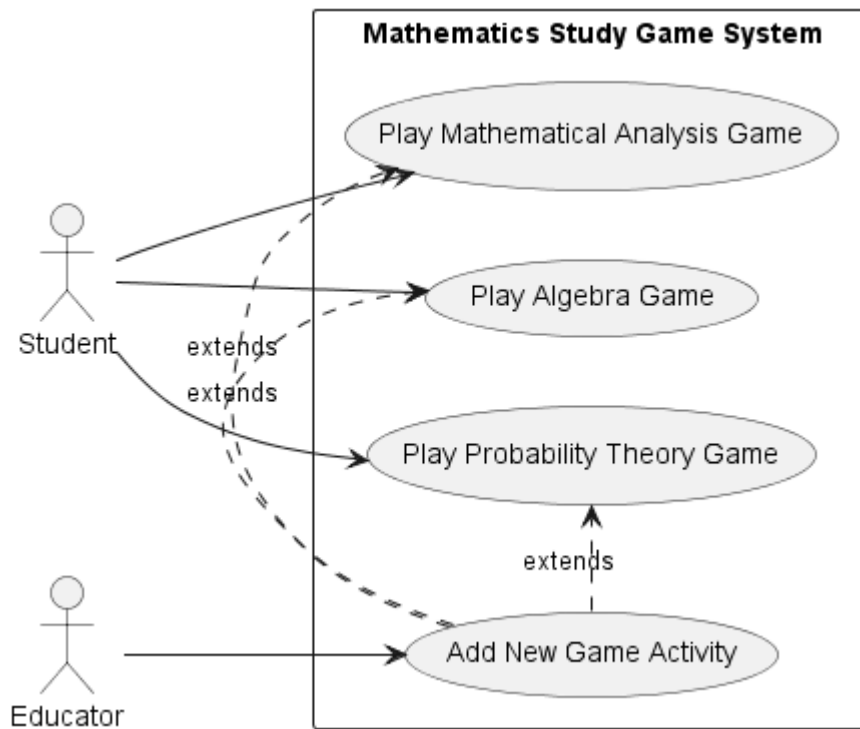 Mathematics Study Game System
Play Mathematical Analysis Game
Play Algebra Game
Student
extends
extends
Play Probability Theory Game
extends
Add New Game Activity
Educator